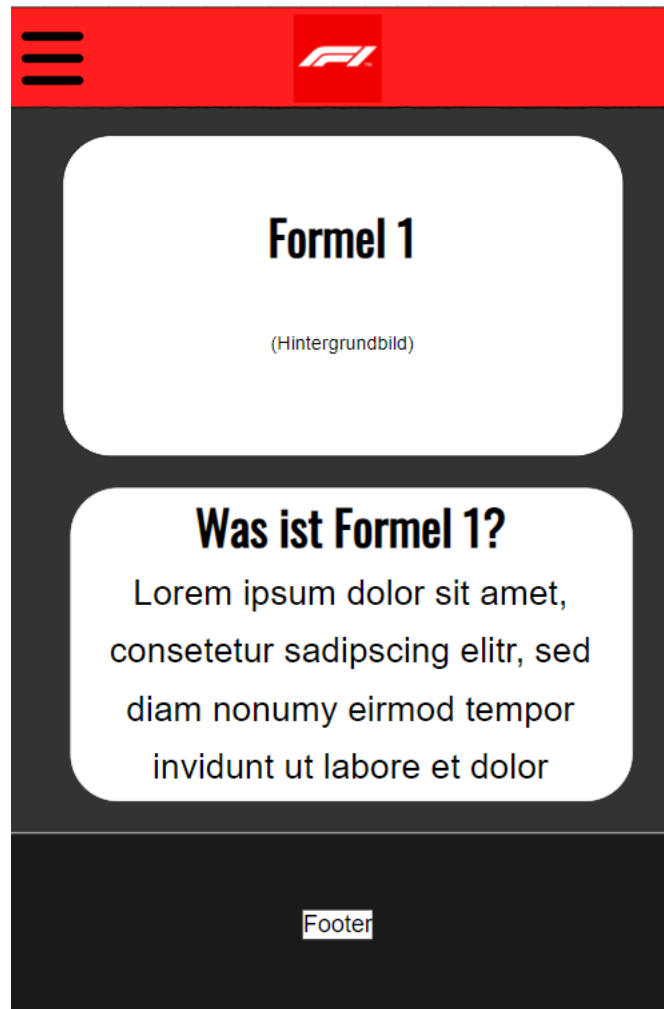 F1
Formel 1
(Hintergrundbild)
Was ist Formel 1?
Lorem ipsum dolor sit amet,
consetetur sadipscing elitr, sed
diam nonumy eirmod tempor
invidunt ut labore et dolor
Footer